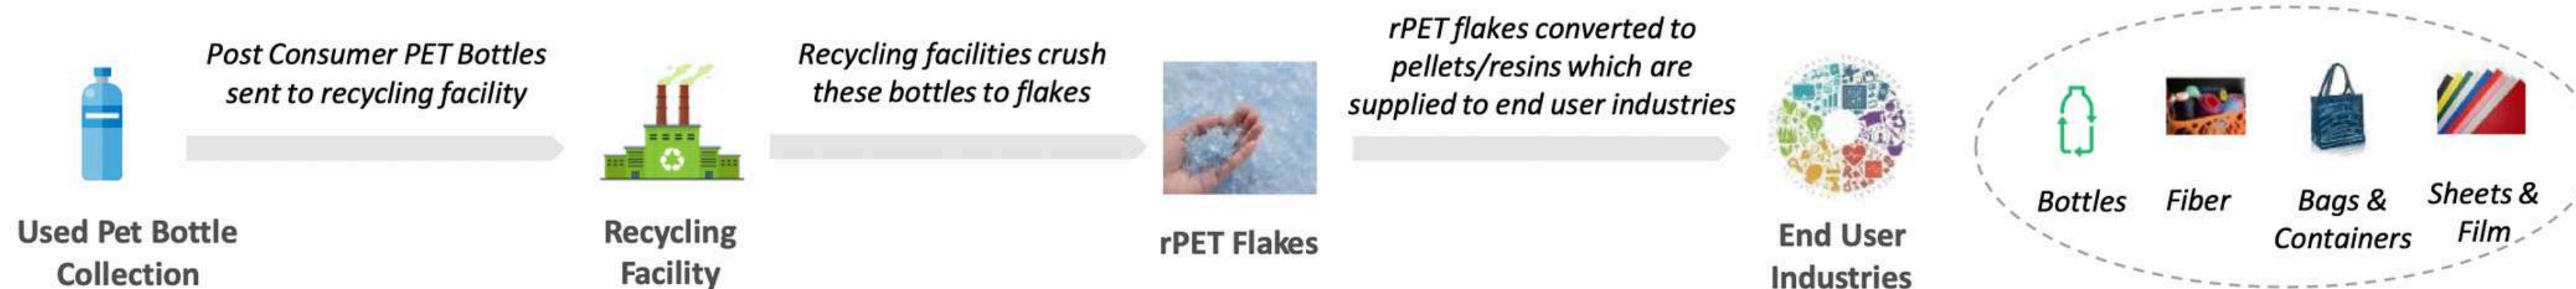 Post Consumer PET Bottles
sent to recycling facility
Recycling facilities crush
these bottles to flakes
rPET flakes converted to
pellets/resins which are
supplied to end user industries
Used Pet Bottle
Collection
Recycling
Facility
rPET Flakes
End User
Industries
Bottles
Fiber
Bags &
Containers
Sheets &
Film